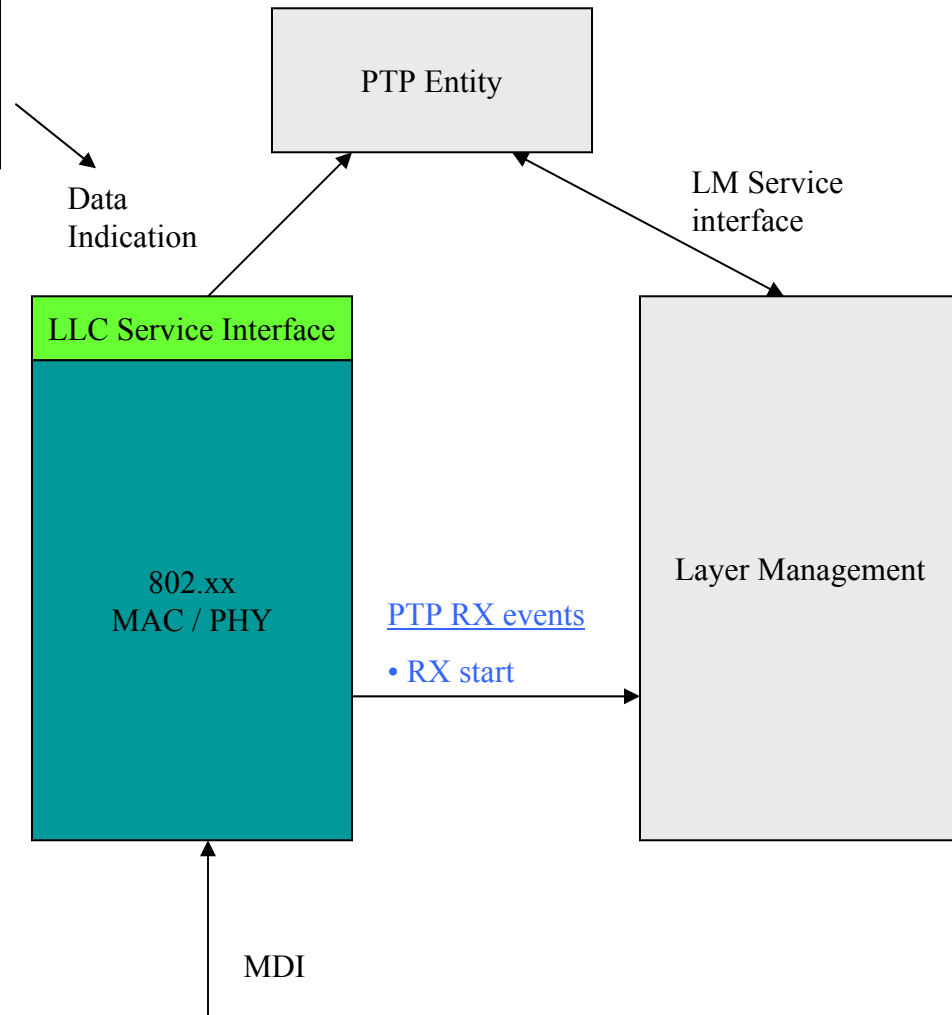 PTP Entity
Data
Indication
LM Service
interface
LLC Service Interface
802.xx
MAC / PHY
PTP RX events
• RX start
Layer Management
MDI